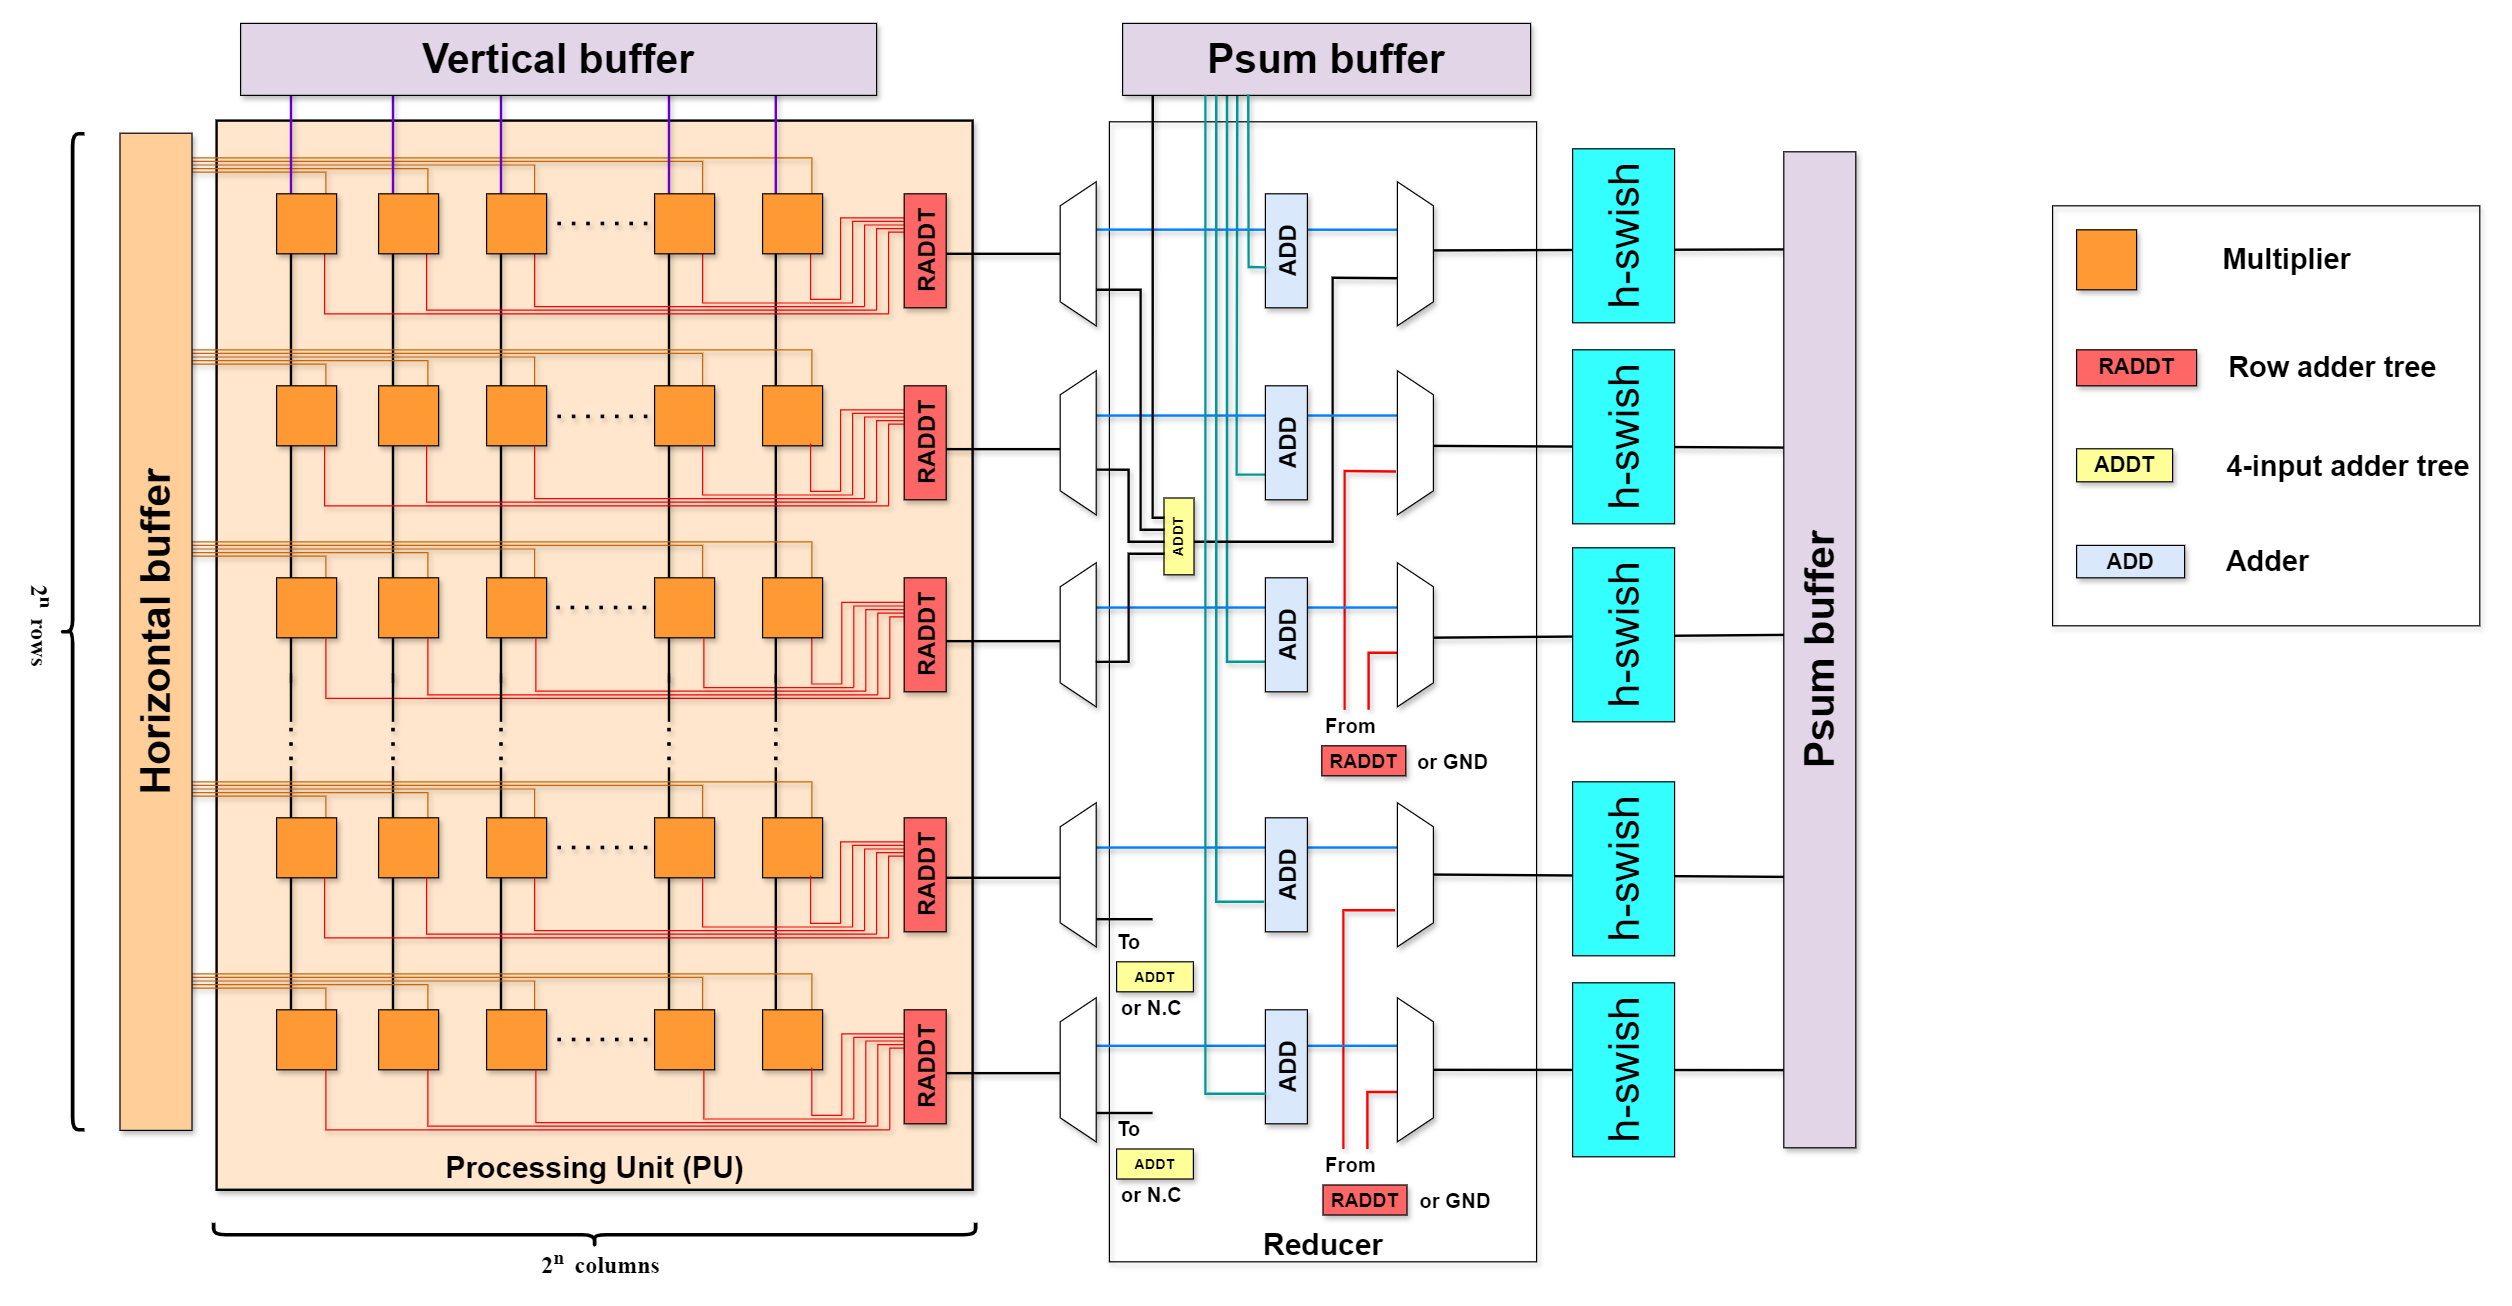 Vertical buffer
Psum buffer
Horizontal buffer
2ⁿ rows
RADDT
RADDT
RADDT
RADDT
RADDT
Processing Unit (PU)
2ⁿ columns
ADD
ADD
ADDT
ADD
From
RADDT or GND
ADD
To
ADDT
or N.C
ADD
To
ADDT
or N.C
From
RADDT or GND
Reducer
h-swish
h-swish
h-swish
h-swish
h-swish
Psum buffer
Multiplier
RADDT Row adder tree
ADDT 4-input adder tree
ADD Adder